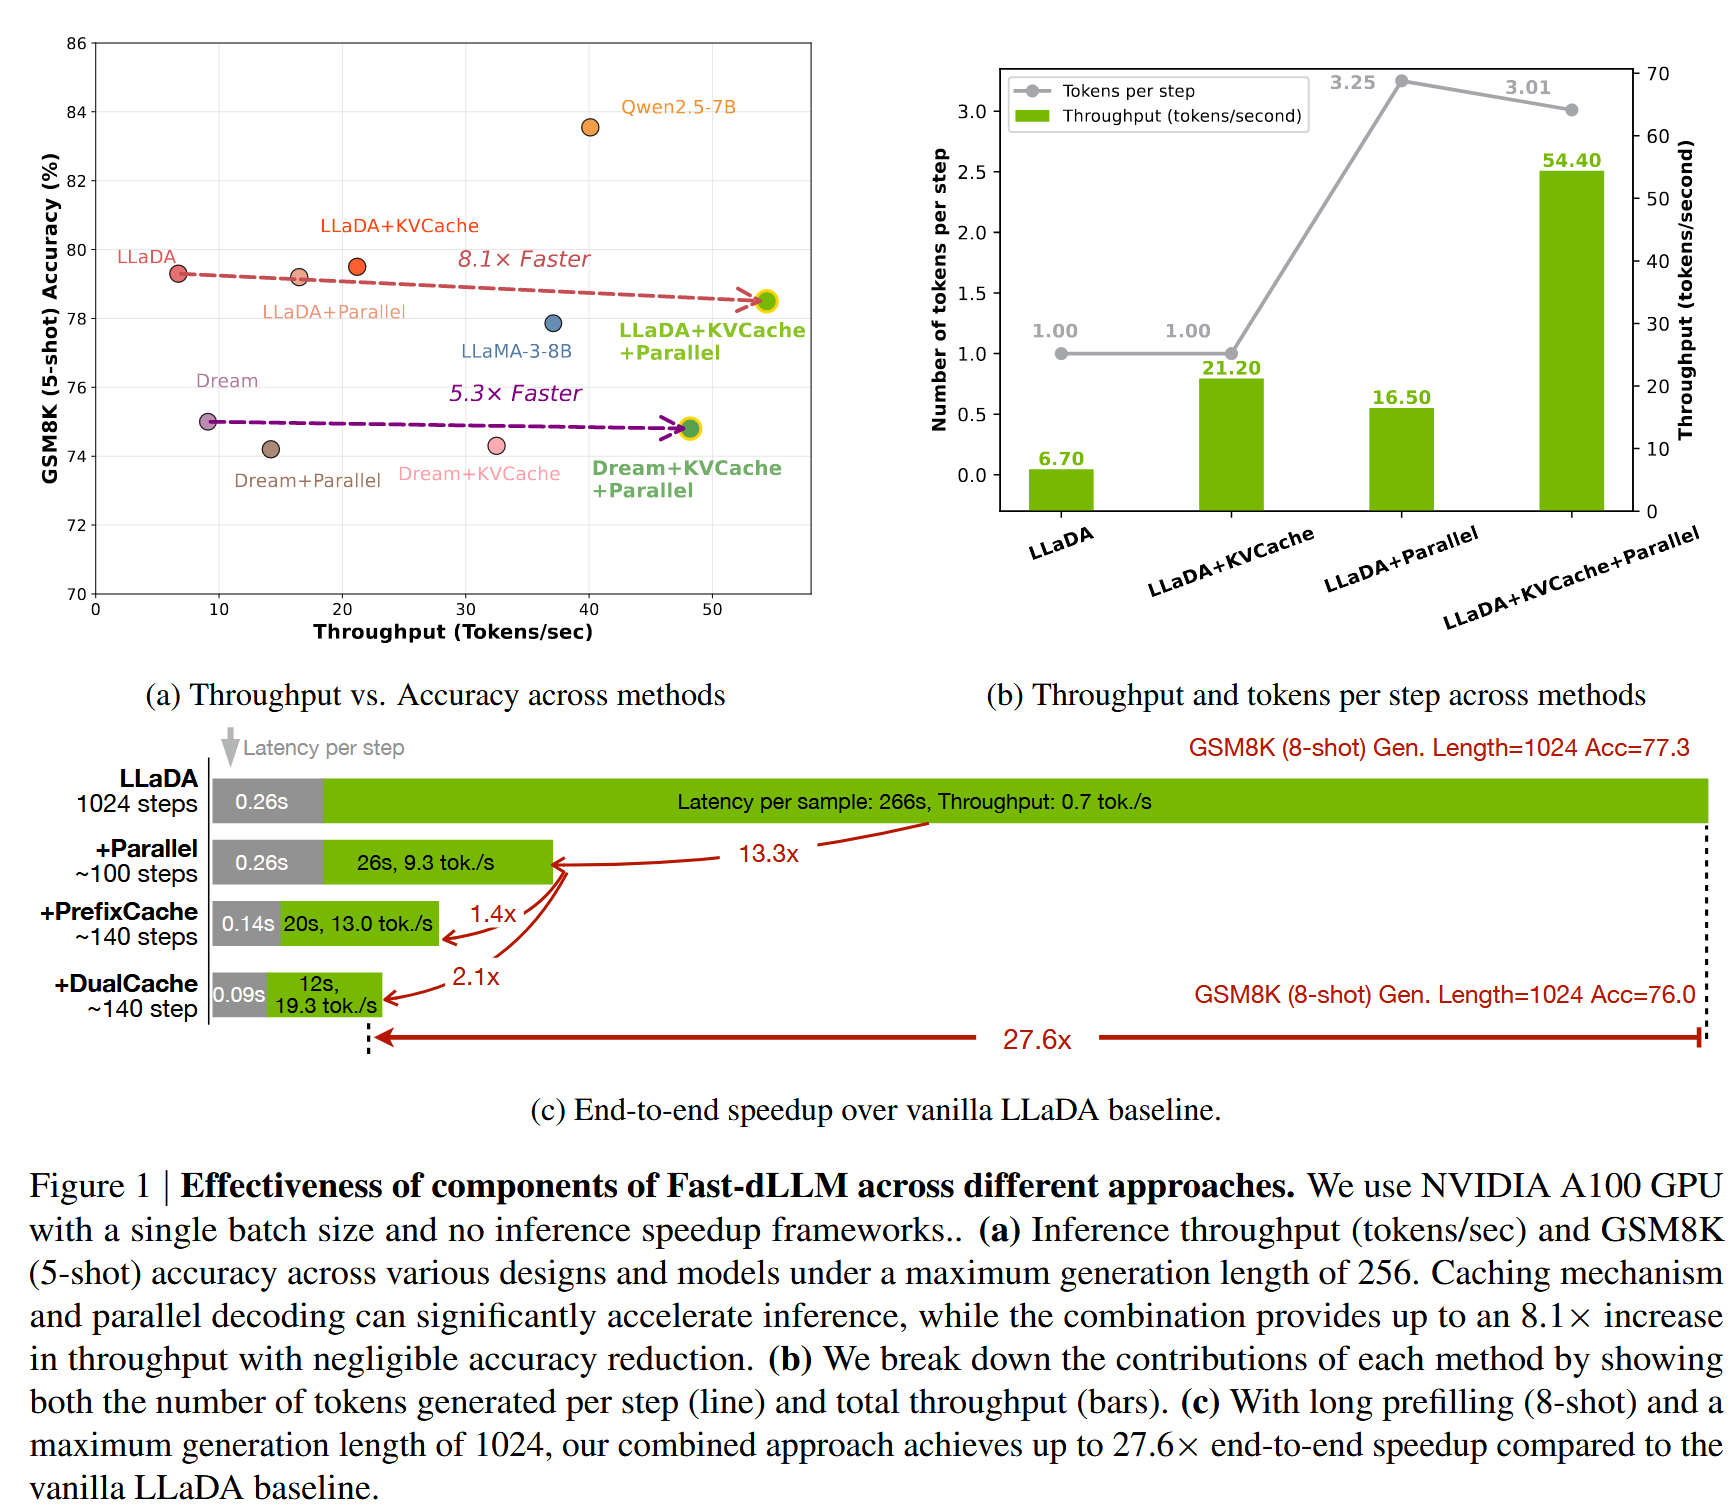 86
84
82
80
78
76
74
72
70
0
10
20
30
40
50
GSM8K (5-shot) Accuracy (%)
Throughput (Tokens/sec)
Qwen2.5-7B
LLaDA+KVCache
LLaDA
8.1× Faster
LLaDA+Parallel
LLaDA+KVCache
+Parallel
LLaMA-3-8B
Dream
5.3× Faster
Dream+Parallel
Dream+KVCache
Dream+KVCache
+Parallel
(a) Throughput vs. Accuracy across methods
Tokens per step
Throughput (tokens/second)
Number of tokens per step
3.0
2.5
2.0
1.5
1.0
0.5
0.0
70
60
50
40
30
20
10
0
Throughput (tokens/second)
1.00
1.00
3.25
3.01
6.70
21.20
16.50
54.40
LLaDA
LLaDA+KVCache
LLaDA+Parallel
LLaDA+KVCache+Parallel
(b) Throughput and tokens per step across methods
Latency per step
GSM8K (8-shot) Gen. Length=1024 Acc=77.3
LLaDA
1024 steps
0.26s
Latency per sample: 266s, Throughput: 0.7 tok./s
+Parallel
~100 steps
0.26s
26s, 9.3 tok./s
13.3x
+PrefixCache
~140 steps
0.14s
20s, 13.0 tok./s
1.4x
+DualCache
~140 step
0.09s
12s,
19.3 tok./s
2.1x
GSM8K (8-shot) Gen. Length=1024 Acc=76.0
27.6x
(c) End-to-end speedup over vanilla LLaDA baseline.
Figure 1 | Effectiveness of components of Fast-dLLM across different approaches. We use NVIDIA A100 GPU
with a single batch size and no inference speedup frameworks.. (a) Inference throughput (tokens/sec) and GSM8K
(5-shot) accuracy across various designs and models under a maximum generation length of 256. Caching mechanism
and parallel decoding can significantly accelerate inference, while the combination provides up to an 8.1× increase
in throughput with negligible accuracy reduction. (b) We break down the contributions of each method by showing
both the number of tokens generated per step (line) and total throughput (bars). (c) With long prefilling (8-shot) and a
maximum generation length of 1024, our combined approach achieves up to 27.6× end-to-end speedup compared to the
vanilla LLaDA baseline.